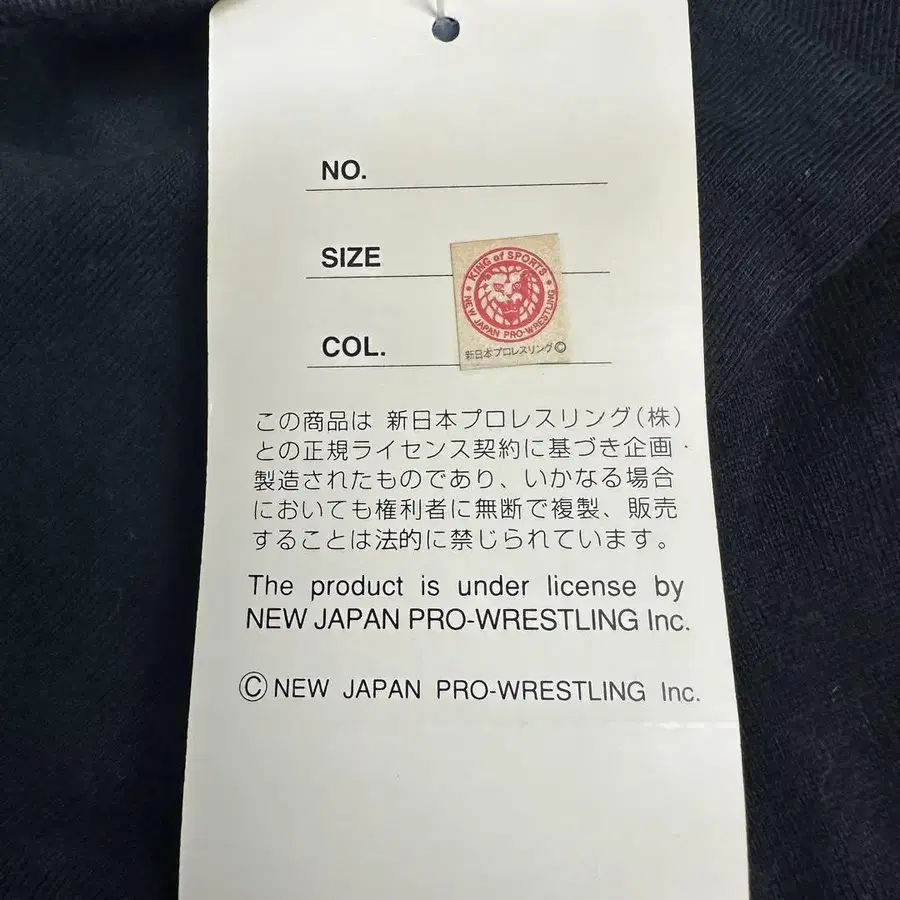 NO.
SIZE
KING of SPORTS
NEW JAPAN PRO-WRESTLING
新日本プロレスリング©
COL.
この商品は 新日本プロレスリング(株)
との正規ライセンス契約に基づき企画・
製造されたものであり、いかなる場合
においても権利者に無断で複製、販売
することは法的に禁じられています。
The product is under license by
NEW JAPAN PRO-WRESTLING Inc.
© NEW JAPAN PRO-WRESTLING Inc.